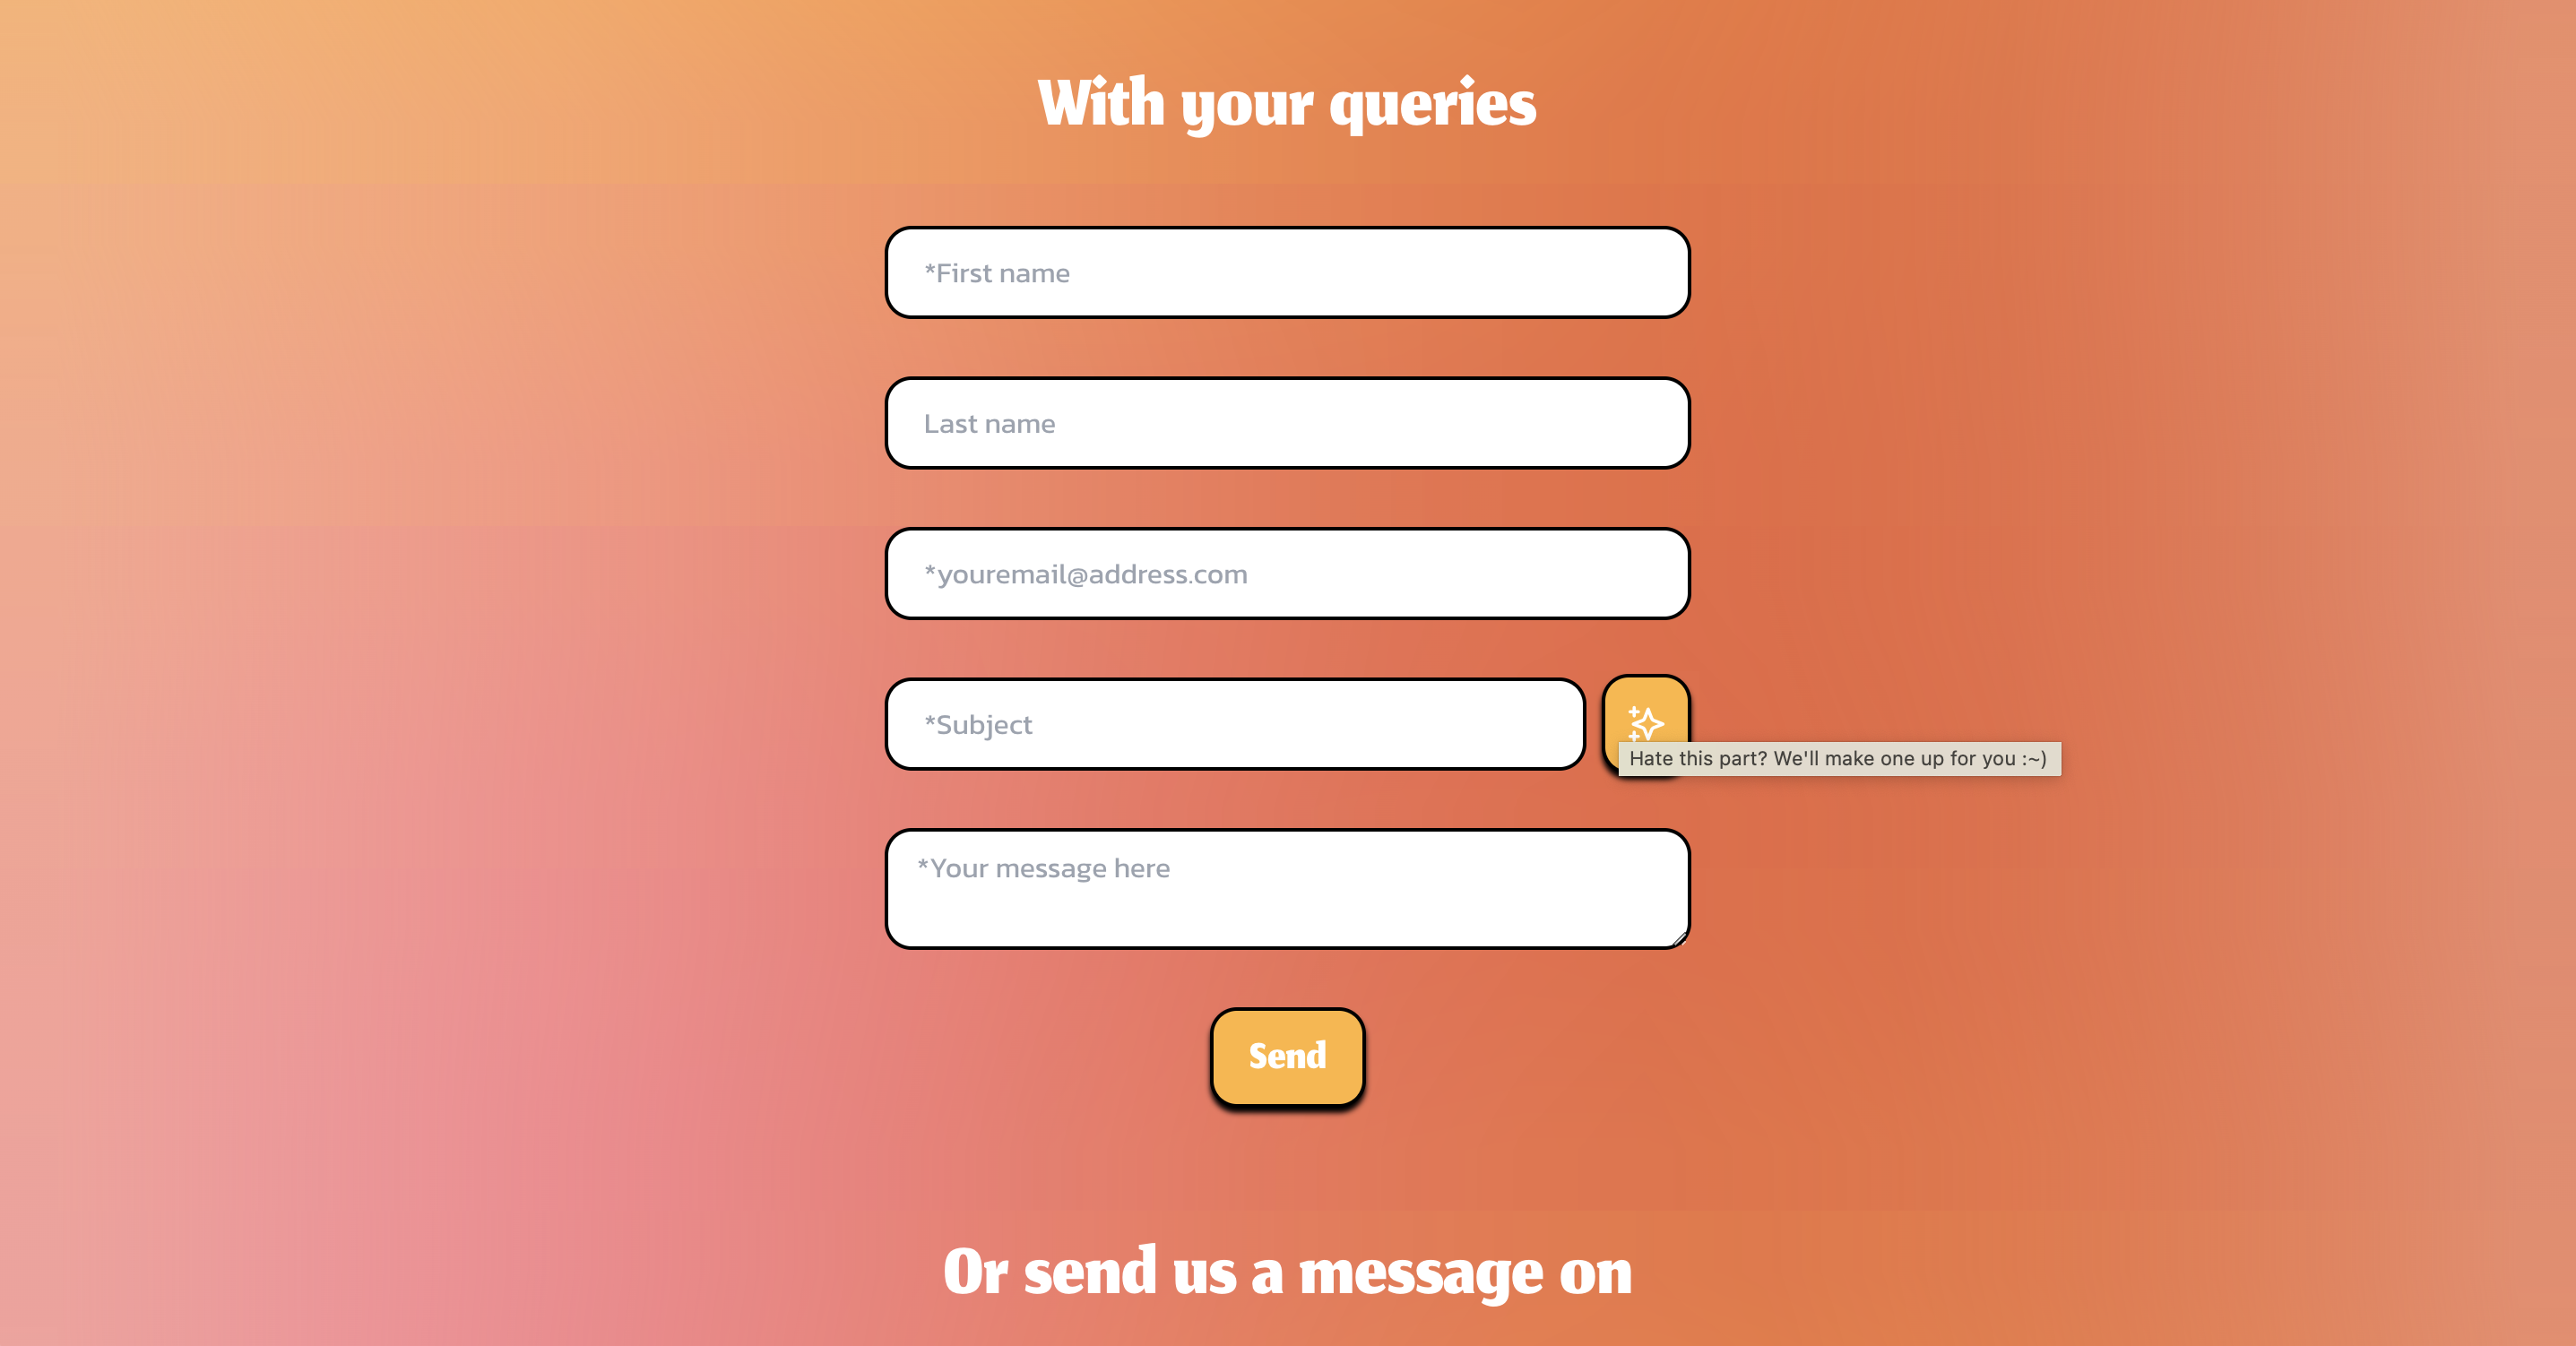 With your queries
*First name
Last name
*youremail@address.com
*Subject
Hate this part? We'll make one up for you :~)
*Your message here
Send
Or send us a message on